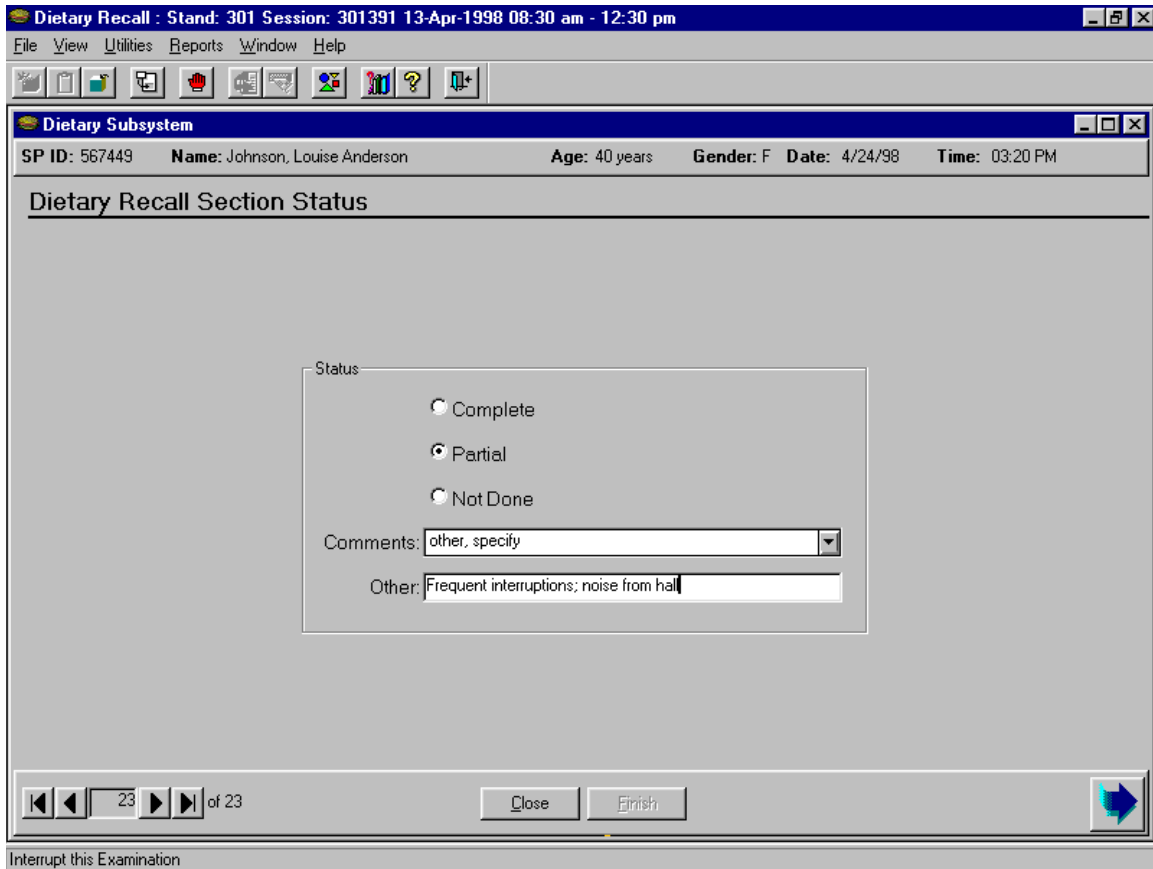 Dietary Recall : Stand: 301 Session: 301391 13-Apr-1998 08:30 am - 12:30 pm
File View Utilities Reports Window Help
Dietary Subsystem
SP ID: 567449 Name: Johnson, Louise Anderson Age: 40 years Gender: F Date: 4/24/98 Time: 03:20 PM
Dietary Recall Section Status
Status
Complete
Partial
Not Done
Comments: other, specify
Other: Frequent interruptions; noise from hall
23 of 23 Close Finish
Interrupt this Examination